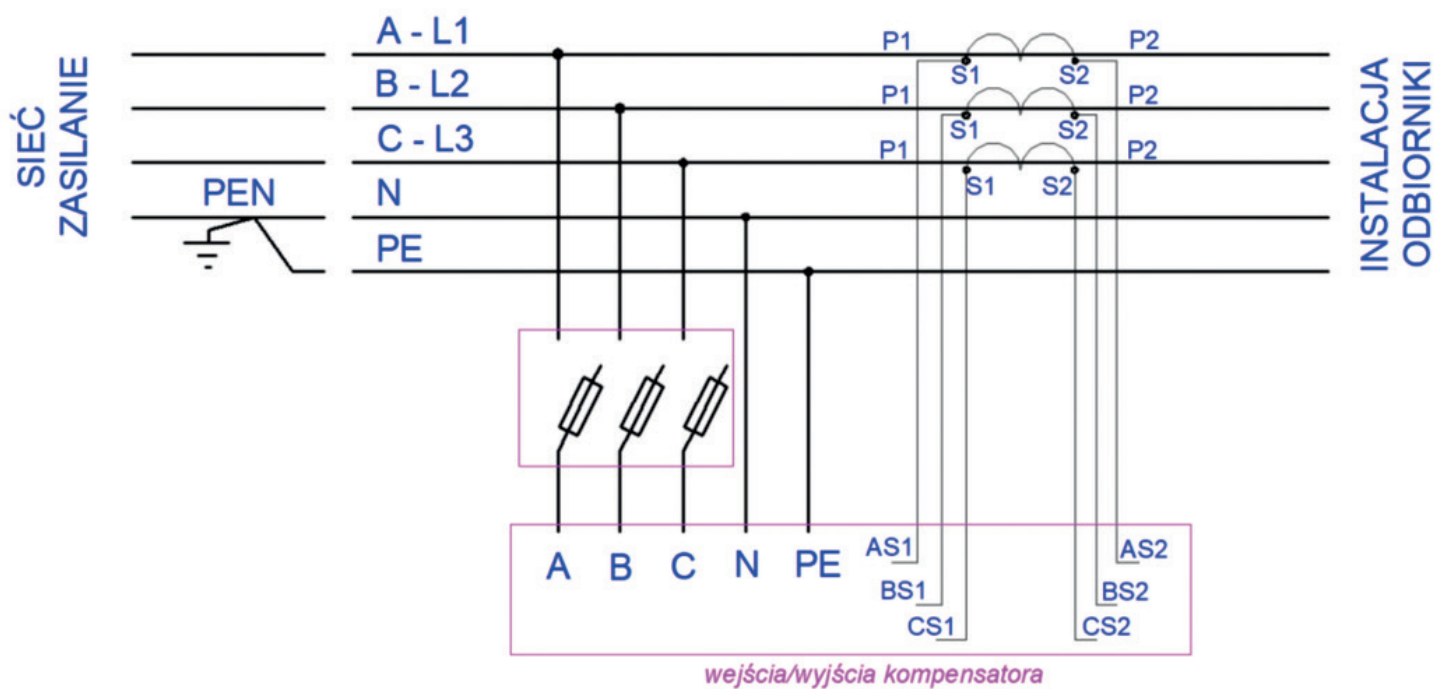 SIEĆ
ZASILANIE
A - L1
B - L2
C - L3
PEN
N
PE
P1
S1
S2
P2
P1
S1
S2
P2
P1
S1
S2
P2
INSTALACJA
ODBIORNIKI
A
B
C
N
PE
AS1
AS2
BS1
BS2
CS1
CS2
wejścia/wyjścia kompensatora